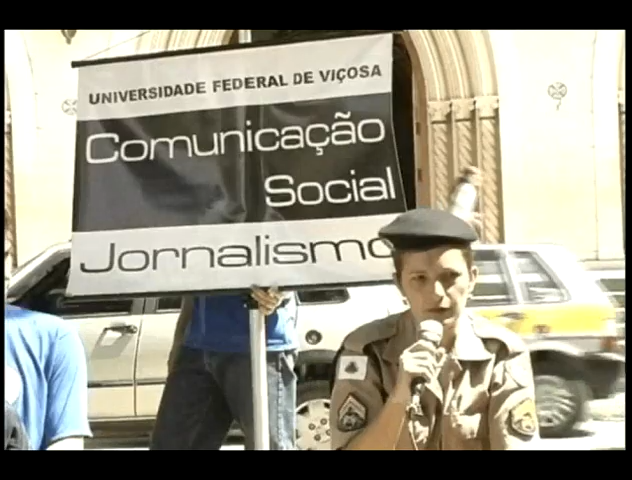 UNIVERSIDADE FEDERAL DE VIÇOSA
Comunicação
Social
Jornalismo